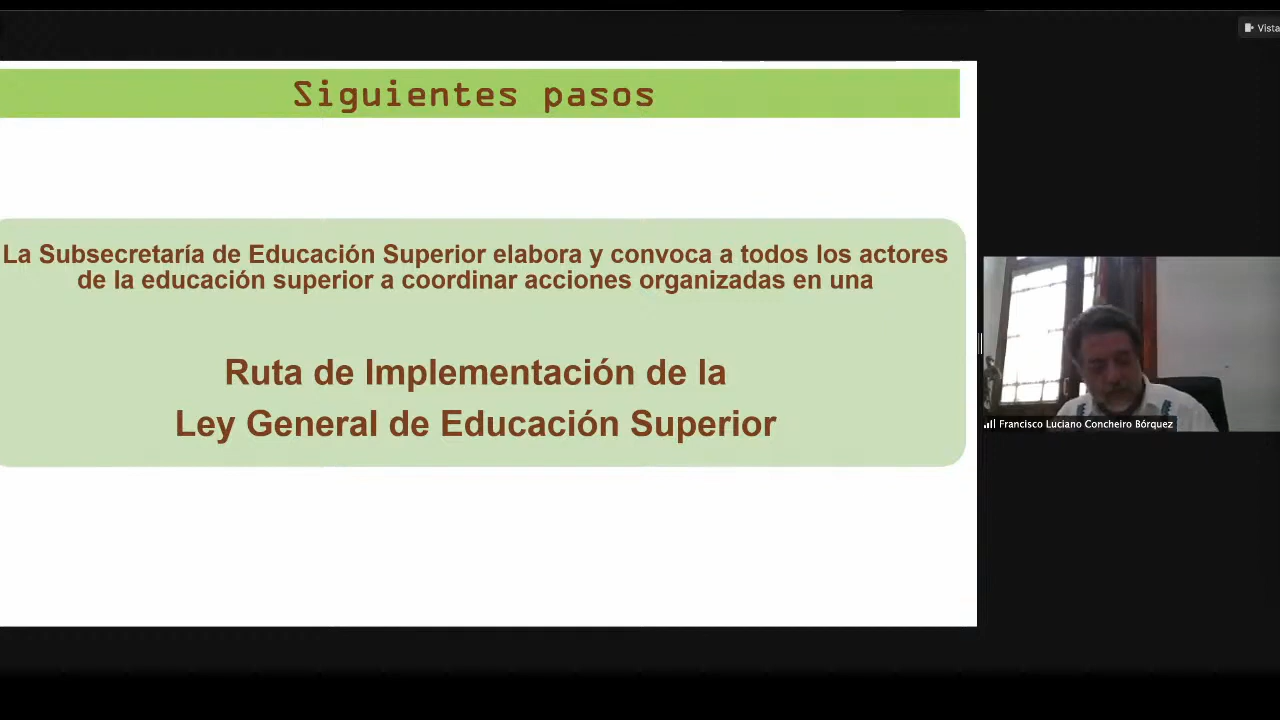 Vista
Siguientes pasos
La Subsecretaría de Educación Superior elabora y convoca a todos los actores
de la educación superior a coordinar acciones organizadas en una
Ruta de Implementación de la
Ley General de Educación Superior
Francisco Luciano Concheiro Bórquez